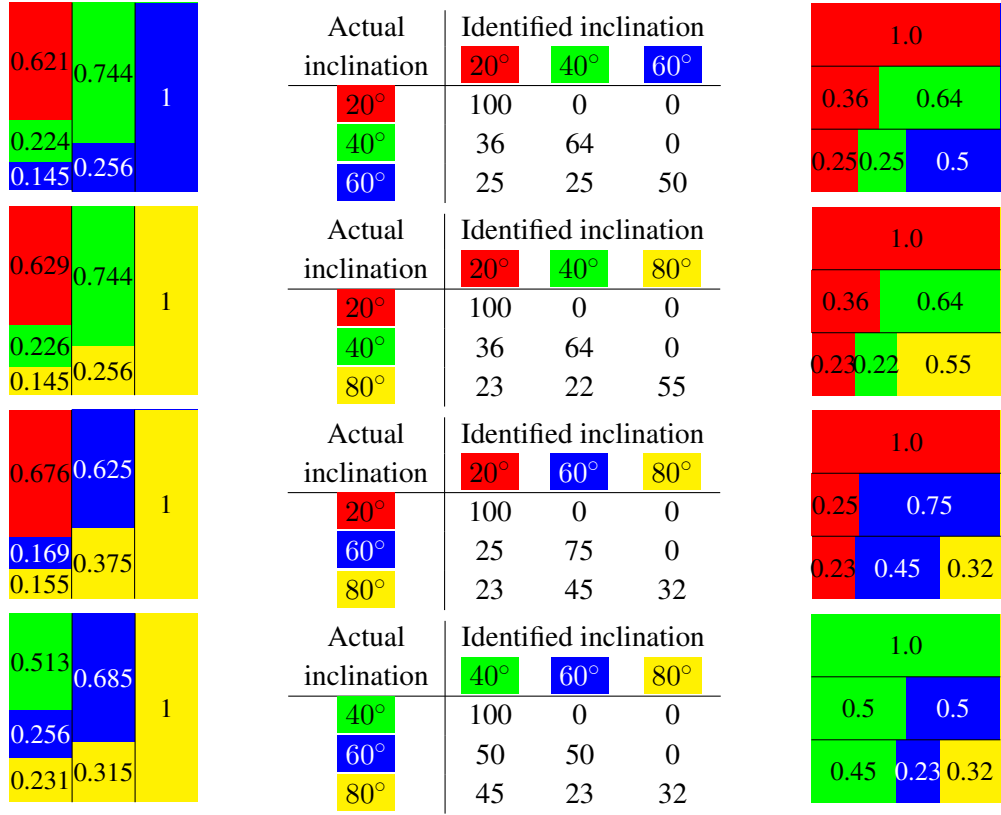 0.621 0.744 1
0.224
0.145 0.256
Actual Identified inclination
inclination 20° 40° 60°
20° 100 0 0
40° 36 64 0
60° 25 25 50
1.0
0.36 0.64
0.25 0.25 0.5
0.629 0.744 1
0.226
0.145 0.256
Actual Identified inclination
inclination 20° 40° 80°
20° 100 0 0
40° 36 64 0
80° 23 22 55
1.0
0.36 0.64
0.23 0.22 0.55
0.676 0.625 1
0.169
0.155 0.375
Actual Identified inclination
inclination 20° 60° 80°
20° 100 0 0
60° 25 75 0
80° 23 45 32
1.0
0.25 0.75
0.23 0.45 0.32
0.513 0.685 1
0.256
0.231 0.315
Actual Identified inclination
inclination 40° 60° 80°
40° 100 0 0
60° 50 50 0
80° 45 23 32
1.0
0.5 0.5
0.45 0.23 0.32